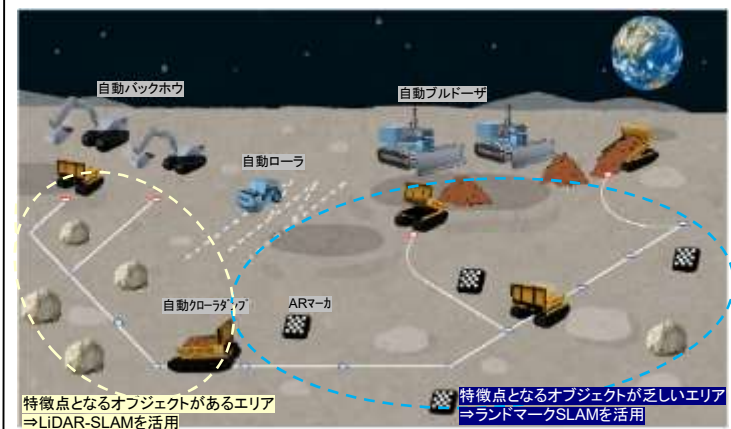 自動バックホウ
自動ブルドーザ
自動ローラ
自動クローラダンプ
ARマーカ
特徴点となるオブジェクトがあるエリア
⇒LiDAR-SLAMを活用
特徴点となるオブジェクトが乏しいエリア
⇒ランドマークSLAMを活用